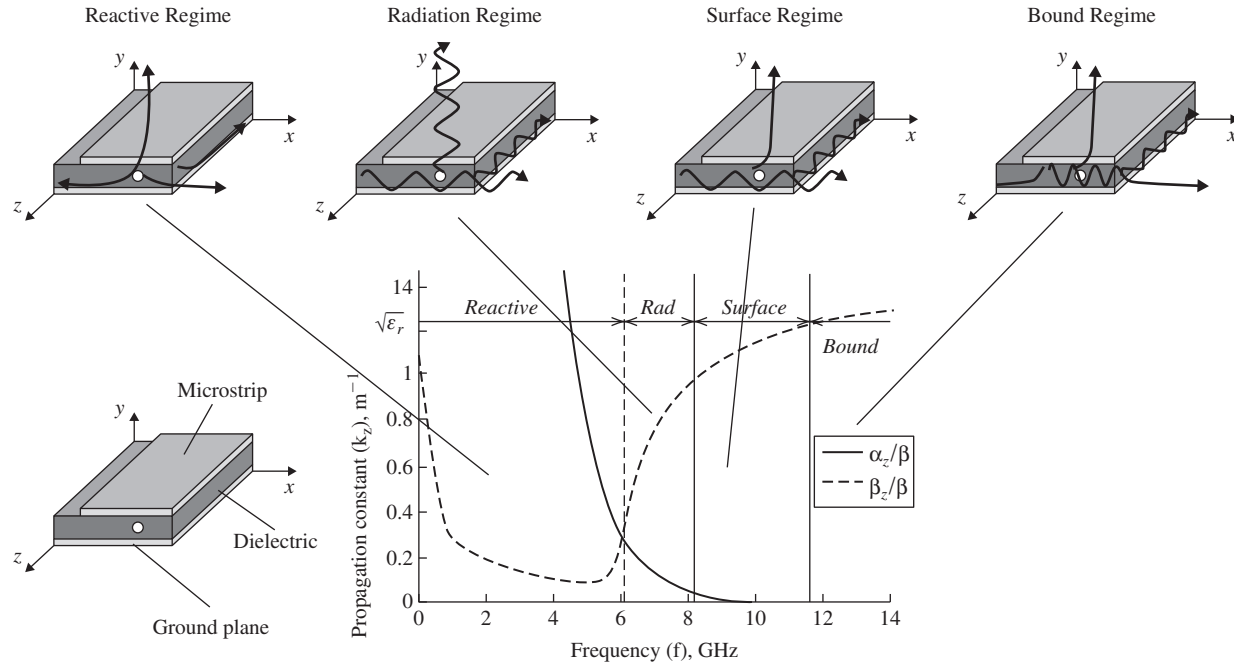 Reactive Regime
Radiation Regime
Surface Regime
Bound Regime
y
x
z
y
x
z
y
x
z
y
x
z
Microstrip
y
x
Dielectric
z
Ground plane
Propagation constant (k_z), m⁻¹
14
√ε_r
1
0.8
0.6
0.4
0.2
0
Reactive
Rad
Surface
Bound
α_z/β
β_z/β
0 2 4 6 8 10 12 14
Frequency (f), GHz